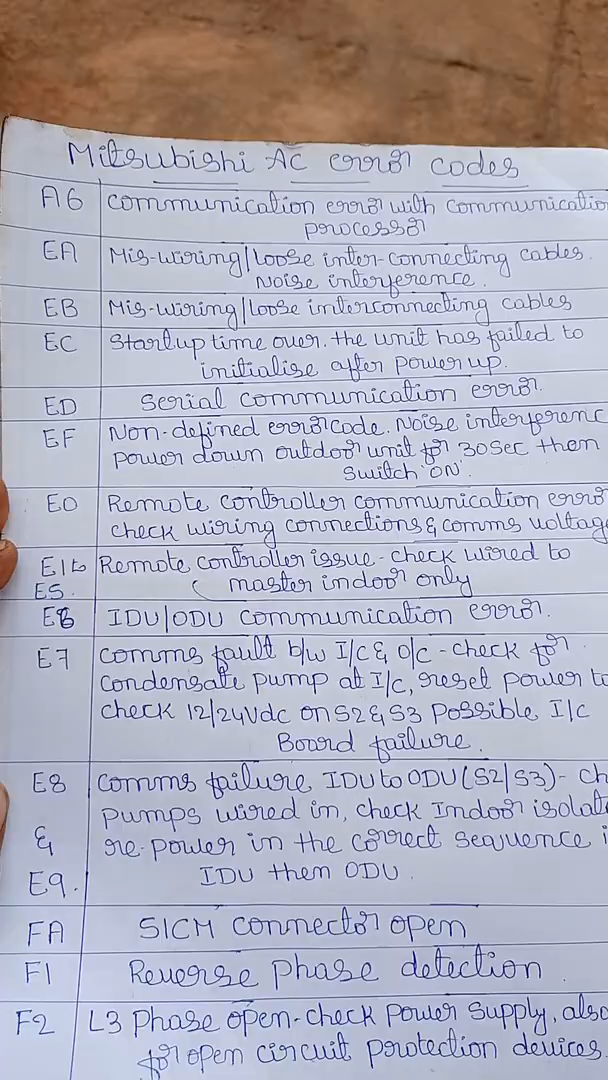 Mitsubishi AC error codes
A6 communication error with communication
processor
EA Mis-wiring/loose inter-connecting cables.
Noise interference.
EB Mis-wiring/loose interconnecting cables
EC Startup time over. the unit has failed to
initialise after power up.
ED Serial communication error.
EF Non-defined error code. Noise interferenc
power down outdoor unit for 30sec then
switch 'ON'.
E0 Remote controller communication error
check wiring connections & comms voltage
E1 to Remote controller issue - check wired to
E5. master indoor only
E6 IDU/ODU communication error.
E7 comms fault b/w I/C & O/C - check for
condensate pump at I/C, reset power to
check 12/24Vdc on S2 & S3 possible I/C
Board failure.
E8 comms failure IDU to ODU (S2/S3) - ch
pumps wired in, check Indoor isolat
& re-power in the correct sequence i
E9. IDU then ODU.
FA 51CM connector open
F1 Reverse phase detection.
F2 L3 phase open - check power supply, also
for open circuit protection devices.